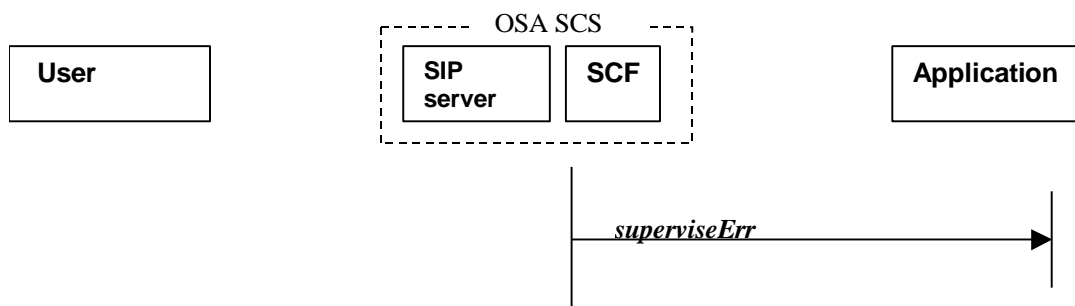 OSA SCS
User
SIP
server
SCF
Application
superviseErr